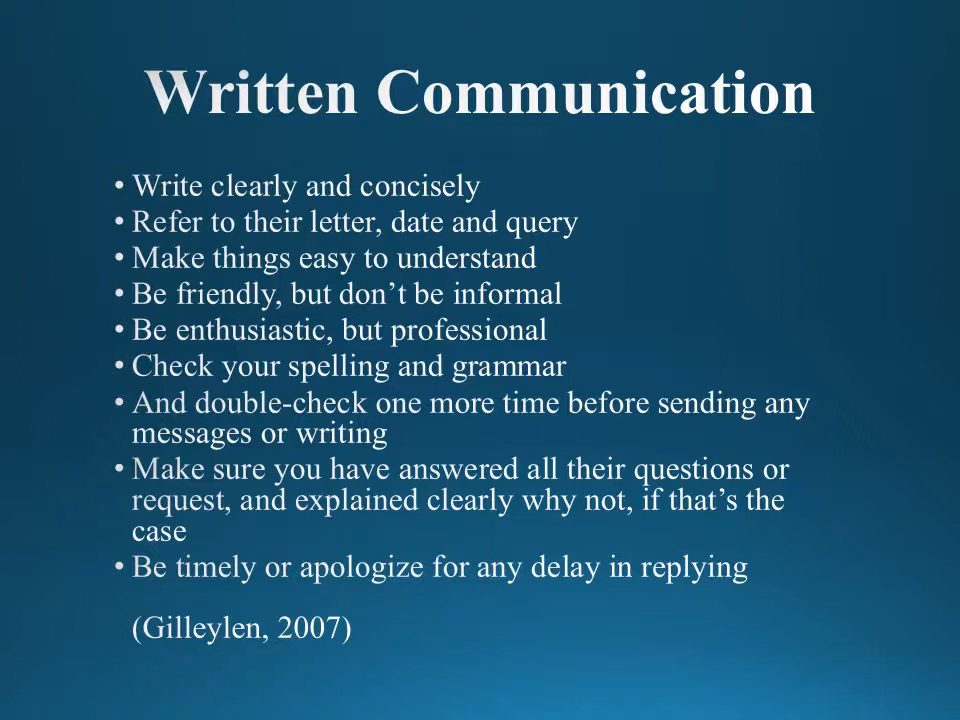 Written Communication
• Write clearly and concisely
• Refer to their letter, date and query
• Make things easy to understand
• Be friendly, but don’t be informal
• Be enthusiastic, but professional
• Check your spelling and grammar
• And double-check one more time before sending any
messages or writing
• Make sure you have answered all their questions or
request, and explained clearly why not, if that’s the
case
• Be timely or apologize for any delay in replying
(Gilleylen, 2007)